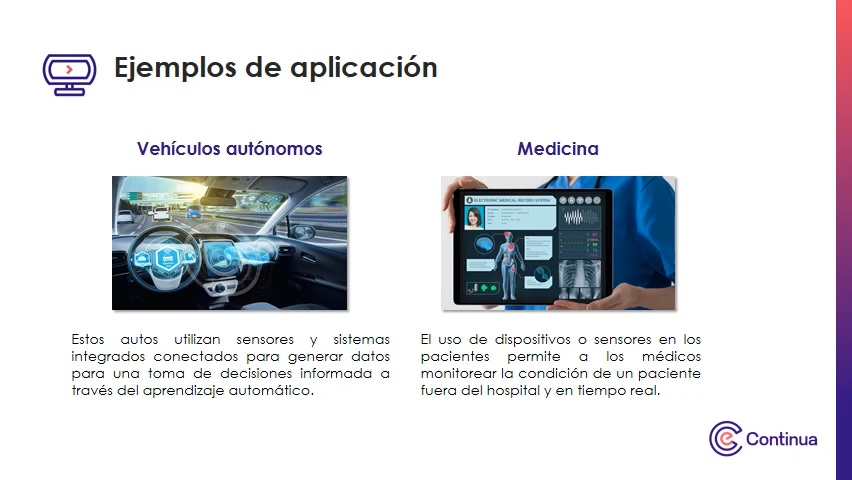 Ejemplos de aplicación
Vehículos autónomos
Medicina
ELECTRONIC MEDICAL RECORD SYSTEM
Estos autos utilizan sensores y sistemas
integrados conectados para generar datos
para una toma de decisiones informada a
través del aprendizaje automático.
El uso de dispositivos o sensores en los
pacientes permite a los médicos
monitorear la condición de un paciente
fuera del hospital y en tiempo real.
Continua